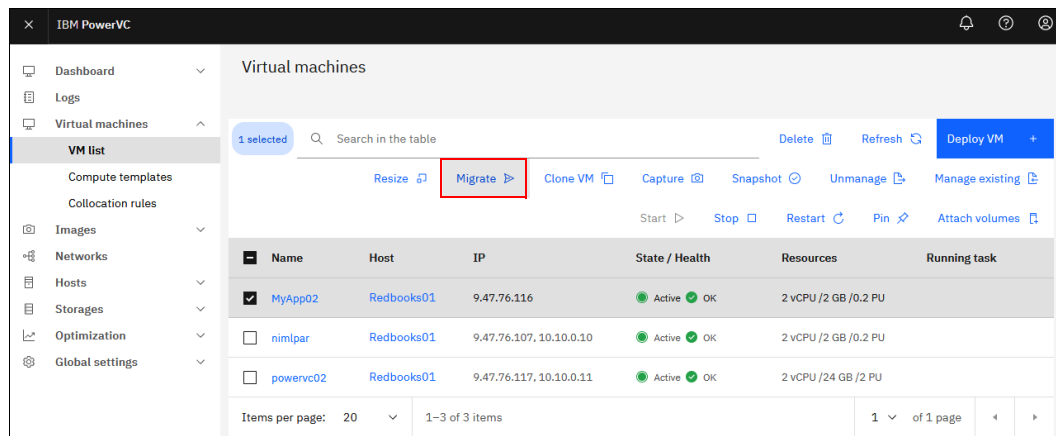 IBM PowerVC
Dashboard
Logs
Virtual machines
VM list
Compute templates
Collocation rules
Images
Networks
Hosts
Storages
Optimization
Global settings
Virtual machines
1 selected Search in the table Delete Refresh Deploy VM +
Resize Migrate Clone VM Capture Snapshot Unmanage Manage existing
Start Stop Restart Pin Attach volumes
Name Host IP State / Health Resources Running task
MyApp02 Redbooks01 9.47.76.116 Active OK 2 vCPU /2 GB /0.2 PU
nimlpar Redbooks01 9.47.76.107, 10.10.0.10 Active OK 2 vCPU /2 GB /0.2 PU
powervc02 Redbooks01 9.47.76.117, 10.10.0.11 Active OK 2 vCPU /24 GB /2 PU
Items per page: 20 1–3 of 3 items 1 of 1 page